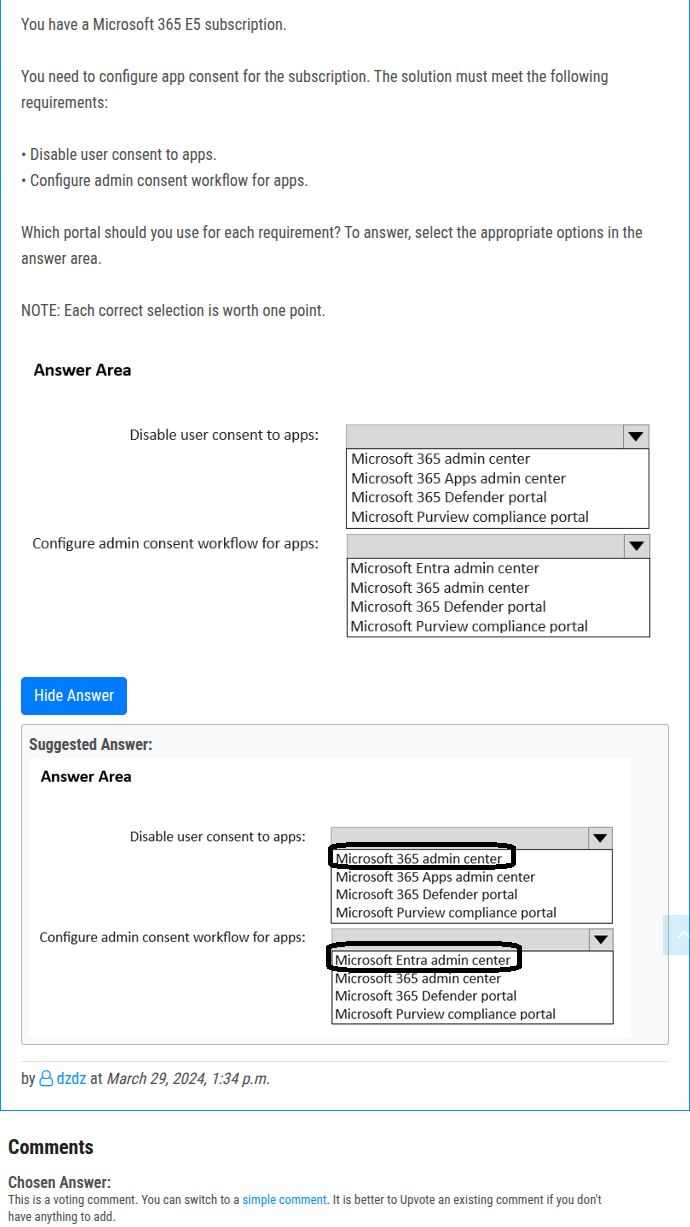 You have a Microsoft 365 E5 subscription.
You need to configure app consent for the subscription. The solution must meet the following
requirements:
• Disable user consent to apps.
• Configure admin consent workflow for apps.
Which portal should you use for each requirement? To answer, select the appropriate options in the
answer area.
NOTE: Each correct selection is worth one point.
Answer Area
Disable user consent to apps:
Microsoft 365 admin center
Microsoft 365 Apps admin center
Microsoft 365 Defender portal
Microsoft Purview compliance portal
Configure admin consent workflow for apps:
Microsoft Entra admin center
Microsoft 365 admin center
Microsoft 365 Defender portal
Microsoft Purview compliance portal
Hide Answer
Suggested Answer:
Answer Area
Disable user consent to apps:
Microsoft 365 admin center
Microsoft 365 Apps admin center
Microsoft 365 Defender portal
Microsoft Purview compliance portal
Configure admin consent workflow for apps:
Microsoft Entra admin center
Microsoft 365 admin center
Microsoft 365 Defender portal
Microsoft Purview compliance portal
by dzdz at March 29, 2024, 1:34 p.m.
Comments
Chosen Answer:
This is a voting comment. You can switch to a simple comment. It is better to Upvote an existing comment if you don't
have anything to add.